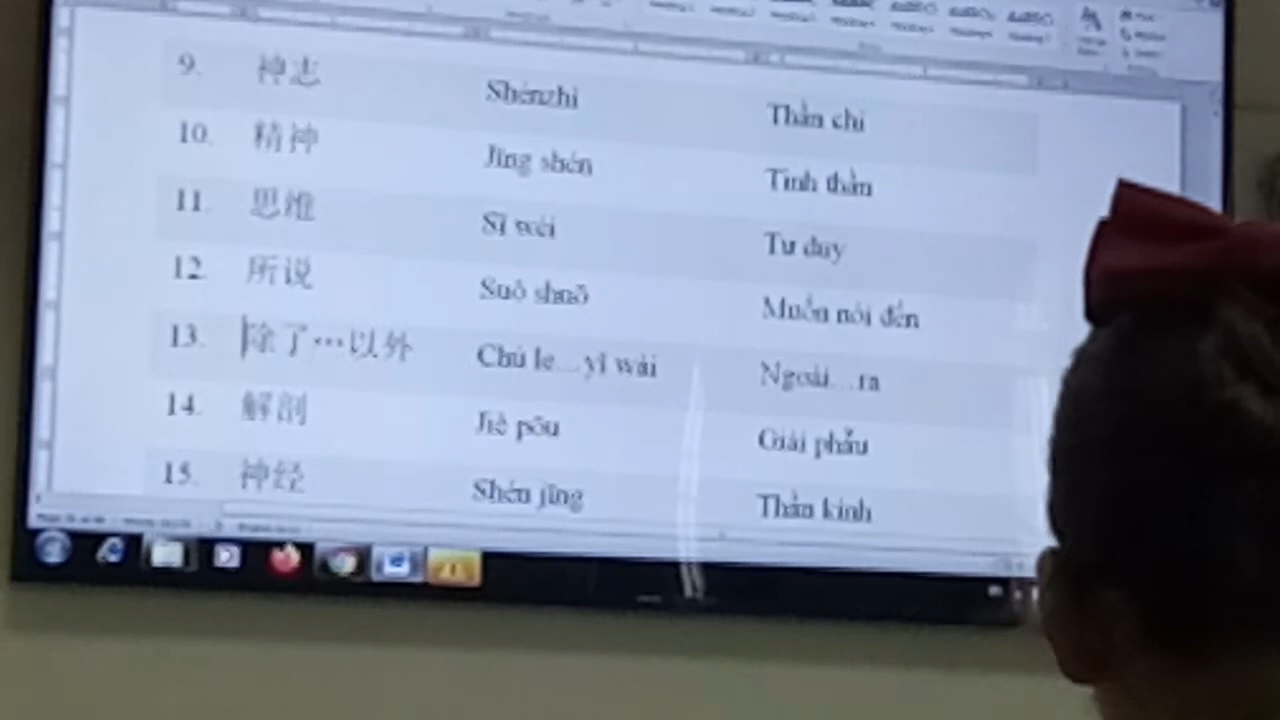 9. 神志 Shénzhì Thần chí
10. 精神 Jīng shén Tinh thần
11. 思维 Sī wéi Tư duy
12. 所说 Suǒ shuō Muốn nói đến
13. 除了…以外 Chú le…yǐ wài Ngoài…ra
14. 解剖 Jiě pōu Giải phẫu
15. 神经 Shén jīng Thần kinh